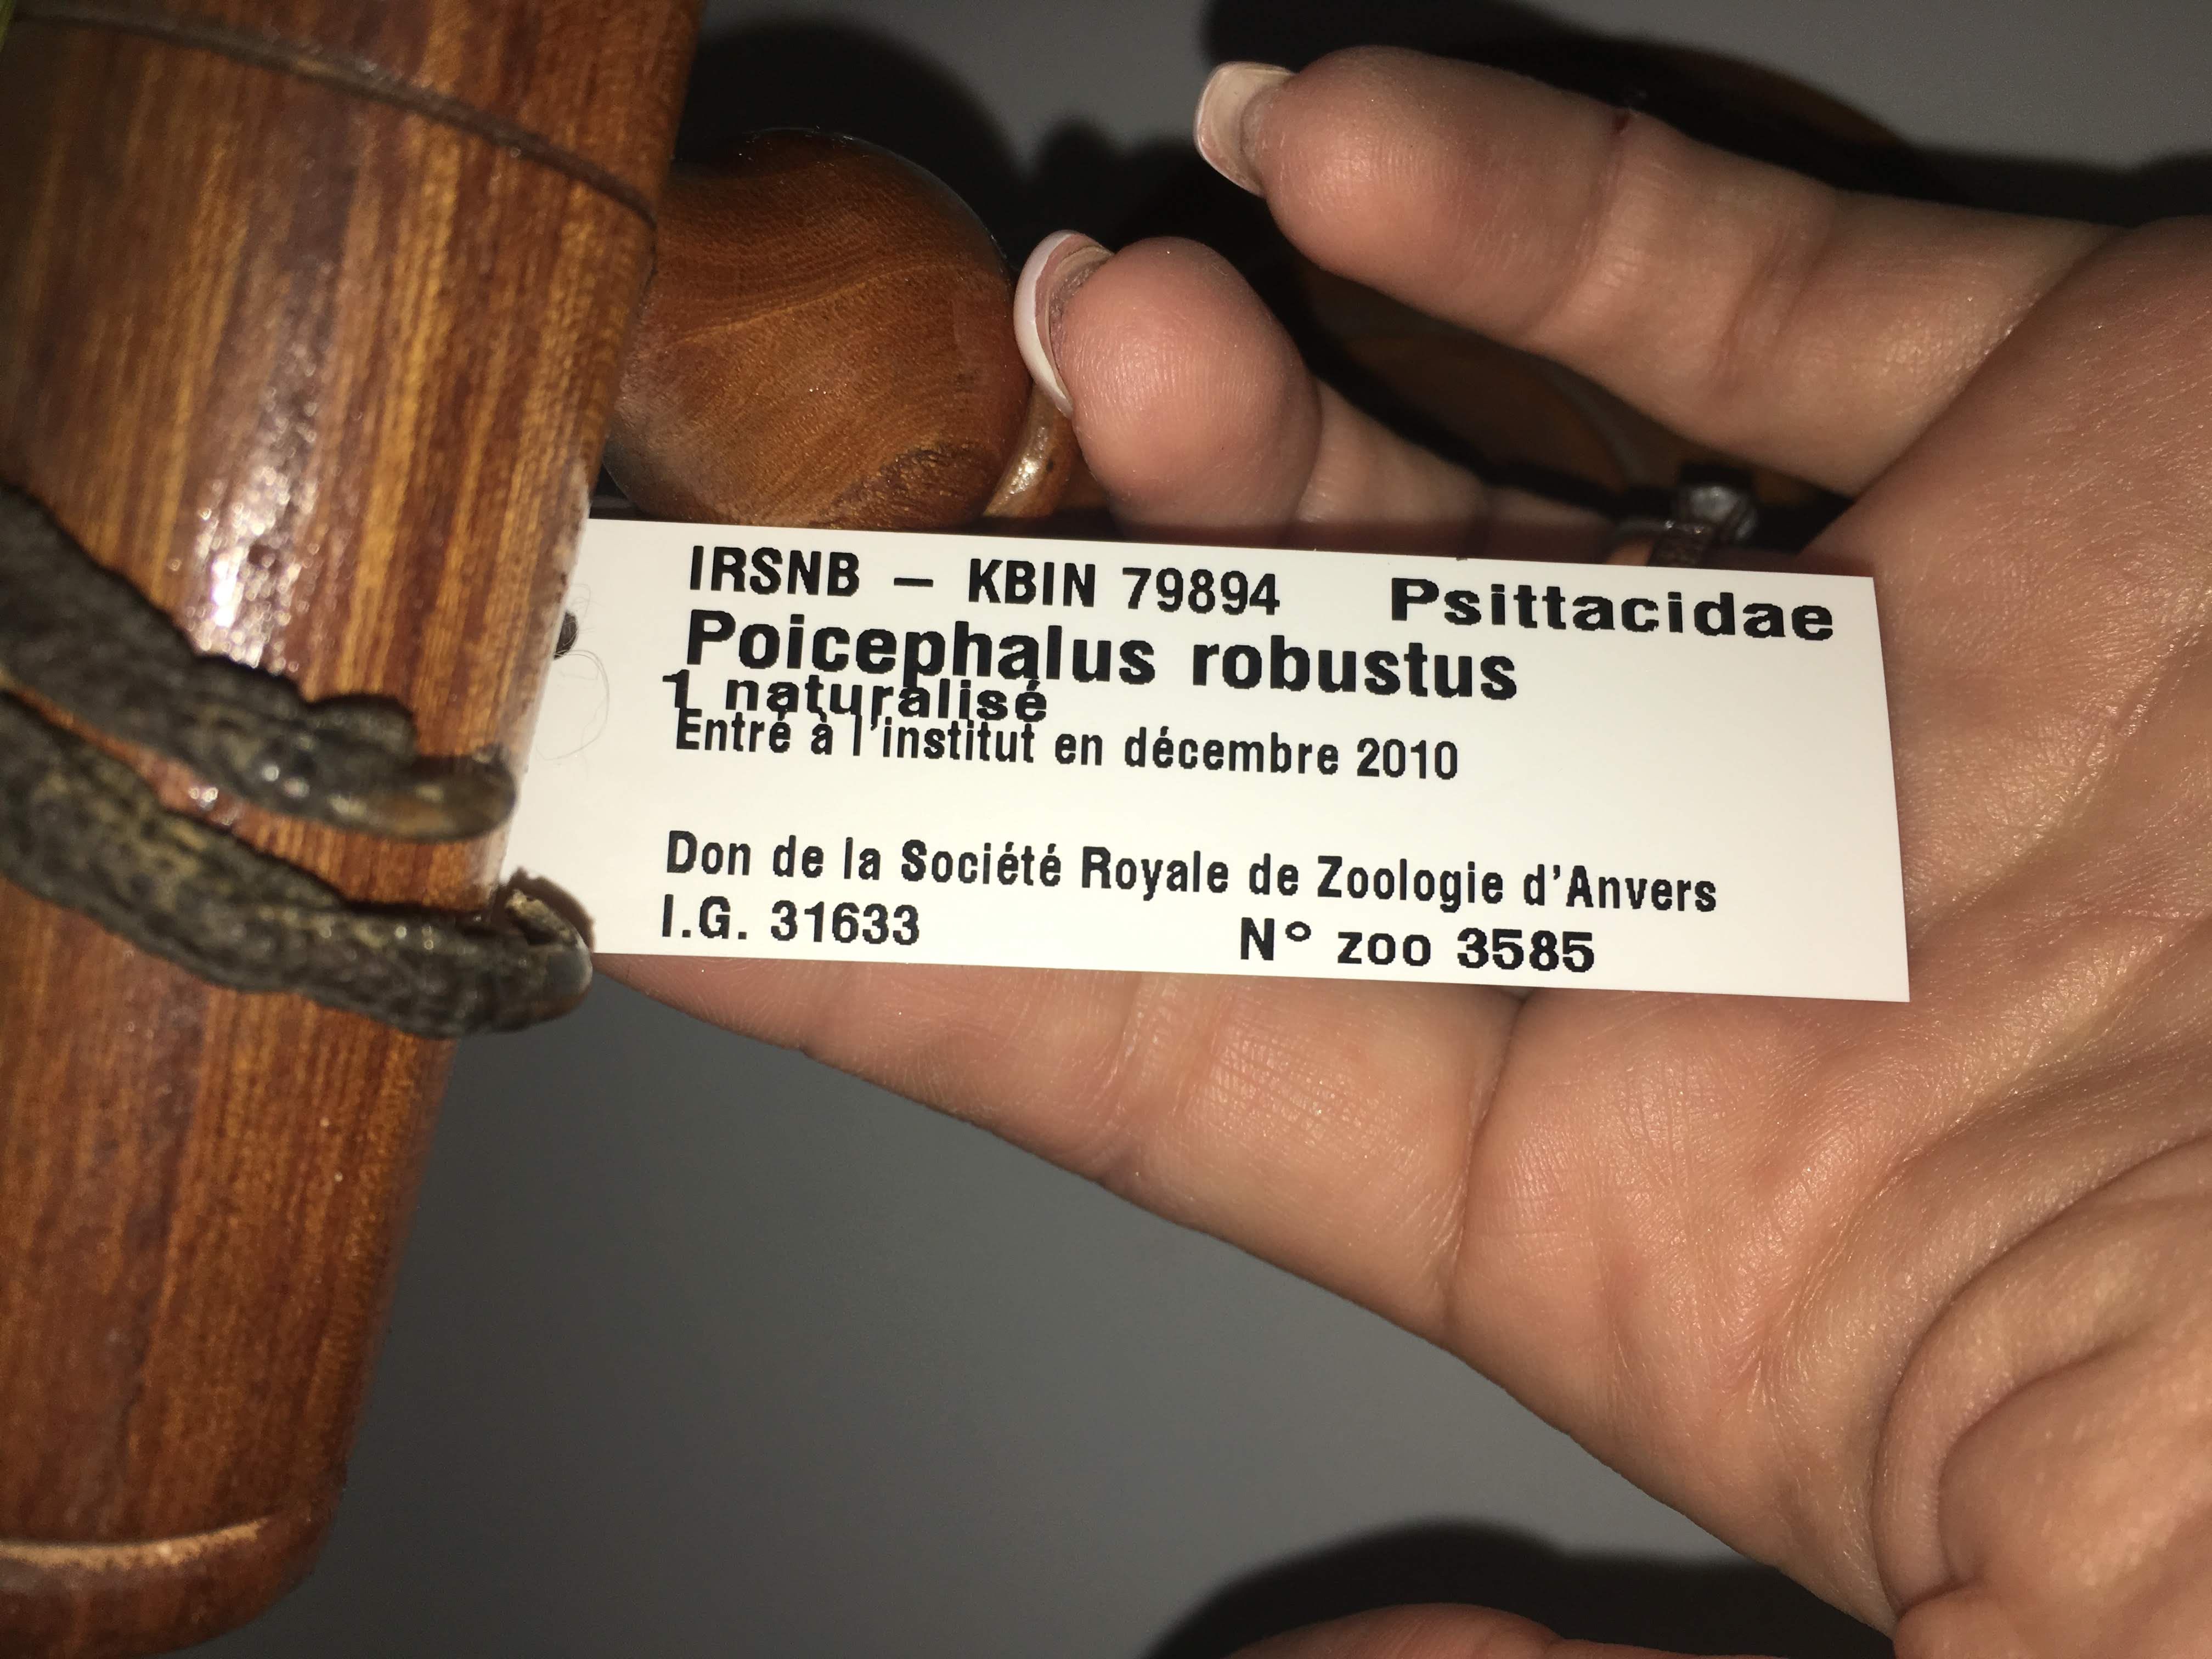 IRSNB – KBIN 79894 Psittacidae
Poicephalus robustus
1 naturalisé
Entré à l'institut en décembre 2010
Don de la Société Royale de Zoologie d'Anvers
I.G. 31633 N° zoo 3585